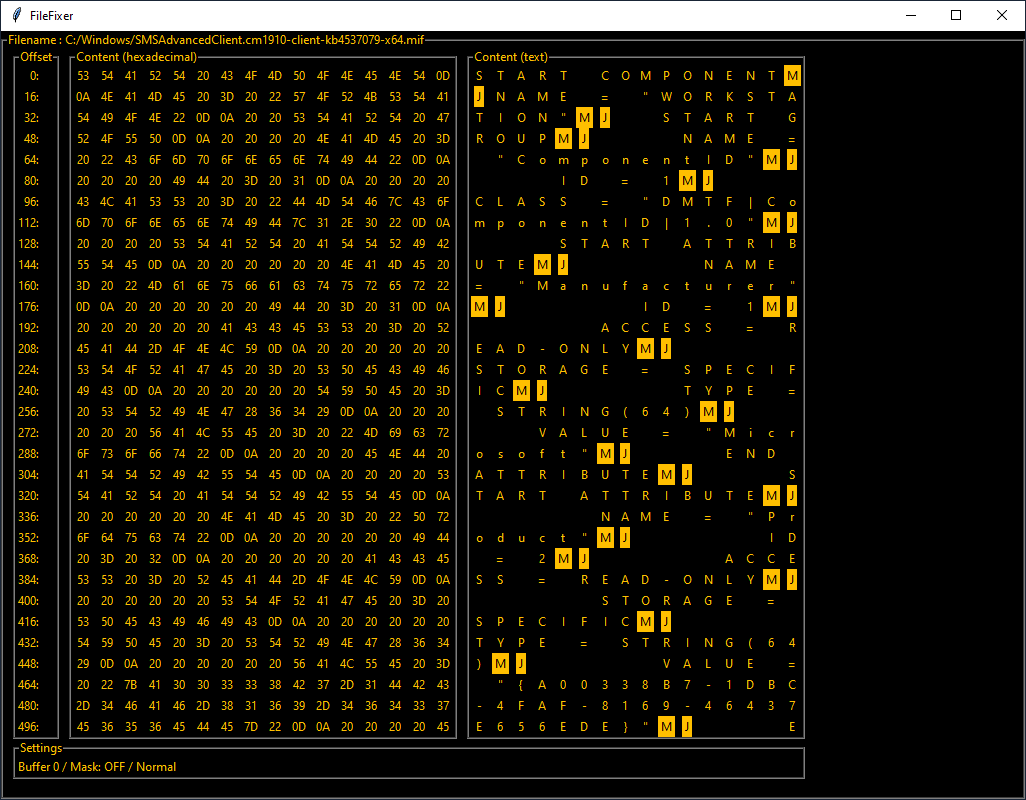 FileFixer
Filename : C:/Windows/SMSAdvancedClient.cm1910-client-kb4537079-x64.mif
Offset Content (hexadecimal) Content (text)
0: 53 54 41 52 54 20 43 4F 4D 50 4F 4E 45 4E 54 0D S T A R T C O M P O N E N T M
16: 0A 4E 41 4D 45 20 3D 20 22 57 4F 52 4B 53 54 41 J N A M E = " W O R K S T A
32: 54 49 4F 4E 22 0D 0A 20 20 53 54 41 52 54 20 47 T I O N " M J S T A R T G
48: 52 4F 55 50 0D 0A 20 20 20 20 4E 41 4D 45 20 3D R O U P M J N A M E =
64: 20 22 43 6F 6D 70 6F 6E 65 6E 74 49 44 22 0D 0A " C o m p o n e n t I D " M J
80: 20 20 20 20 49 44 20 3D 20 31 0D 0A 20 20 20 20 I D = 1 M J
96: 43 4C 41 53 53 20 3D 20 22 44 4D 54 46 7C 43 6F C L A S S = " D M T F | C o
112: 6D 70 6F 6E 65 6E 74 49 44 7C 31 2E 30 22 0D 0A m p o n e n t I D | 1 . 0 " M J
128: 20 20 20 20 53 54 41 52 54 20 41 54 54 52 49 42 S T A R T A T T R I B
144: 55 54 45 0D 0A 20 20 20 20 20 20 4E 41 4D 45 20 U T E M J N A M E
160: 3D 20 22 4D 61 6E 75 66 61 63 74 75 72 65 72 22 = " M a n u f a c t u r e r "
176: 0D 0A 20 20 20 20 20 20 49 44 20 3D 20 31 0D 0A M J I D = 1 M J
192: 20 20 20 20 20 20 41 43 43 45 53 53 20 3D 20 52 A C C E S S = R
208: 45 41 44 2D 4F 4E 4C 59 0D 0A 20 20 20 20 20 20 E A D - O N L Y M J
224: 53 54 4F 52 41 47 45 20 3D 20 53 50 45 43 49 46 S T O R A G E = S P E C I F
240: 49 43 0D 0A 20 20 20 20 20 20 54 59 50 45 20 3D I C M J T Y P E =
256: 20 53 54 52 49 4E 47 28 36 34 29 0D 0A 20 20 20 S T R I N G ( 6 4 ) M J
272: 20 20 20 56 41 4C 55 45 20 3D 20 22 4D 69 63 72 V A L U E = " M i c r
288: 6F 73 6F 66 74 22 0D 0A 20 20 20 20 45 4E 44 20 o s o f t " M J E N D
304: 41 54 54 52 49 42 55 54 45 0D 0A 20 20 20 20 53 A T T R I B U T E M J S
320: 54 41 52 54 20 41 54 54 52 49 42 55 54 45 0D 0A T A R T A T T R I B U T E M J
336: 20 20 20 20 20 20 4E 41 4D 45 20 3D 20 22 50 72 N A M E = " P r
352: 6F 64 75 63 74 22 0D 0A 20 20 20 20 20 20 49 44 o d u c t " M J I D
368: 20 3D 20 32 0D 0A 20 20 20 20 20 20 41 43 43 45 = 2 M J A C C E
384: 53 53 20 3D 20 52 45 41 44 2D 4F 4E 4C 59 0D 0A S S = R E A D - O N L Y M J
400: 20 20 20 20 20 20 53 54 4F 52 41 47 45 20 3D 20 S T O R A G E =
416: 53 50 45 43 49 46 49 43 0D 0A 20 20 20 20 20 20 S P E C I F I C M J
432: 54 59 50 45 20 3D 20 53 54 52 49 4E 47 28 36 34 T Y P E = S T R I N G ( 6 4
448: 29 0D 0A 20 20 20 20 20 20 56 41 4C 55 45 20 3D ) M J V A L U E =
464: 20 22 7B 41 30 30 33 33 38 42 37 2D 31 44 42 43 " { A 0 0 3 3 8 B 7 - 1 D B C
480: 2D 34 46 41 46 2D 38 31 36 39 2D 34 36 34 33 37 - 4 F A F - 8 1 6 9 - 4 6 4 3 7
496: 45 36 35 36 45 44 45 7D 22 0D 0A 20 20 20 20 45 E 6 5 6 E D E } " M J E
Settings
Buffer 0 / Mask: OFF / Normal